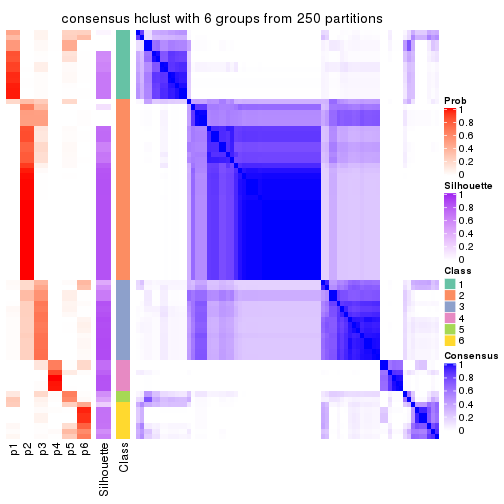 consensus hclust with 6 groups from 250 partitions
Prob
1
0.8
0.6
0.4
0.2
0
Silhouette
1
0.8
0.6
0.4
0.2
0
Class
1
2
3
4
5
6
Consensus
1
0.8
0.6
0.4
0.2
0
p1
p2
p3
p4
p5
p6
Silhouette
Class